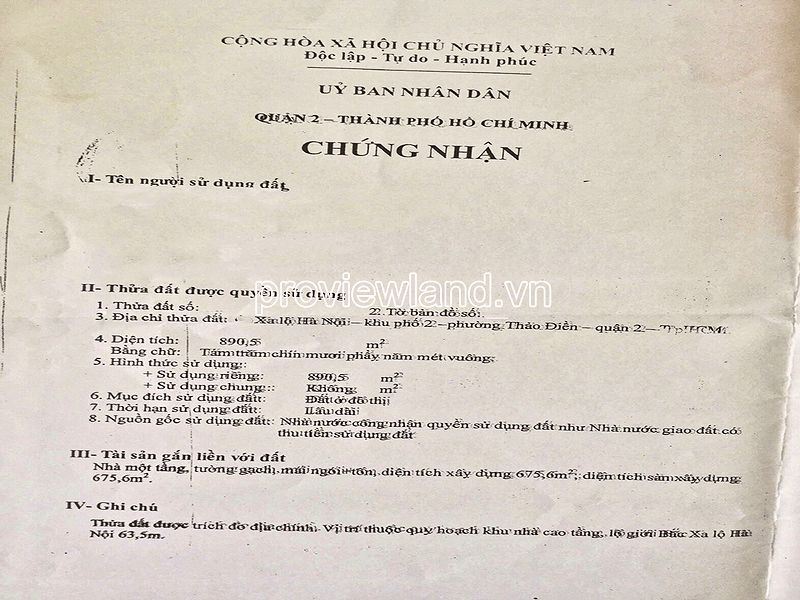 CỘNG HÒA XÃ HỘI CHỦ NGHĨA VIỆT NAM
Độc lập - Tự do - Hạnh phúc
UỶ BAN NHÂN DÂN
QUẬN 2 – THÀNH PHỐ HỒ CHÍ MINH
CHỨNG NHẬN
I- Tên người sử dụng đất
II- Thửa đất được quyền sử dụng
proviewland.vn
1. Thửa đất số: 2. Tờ bản đồ số:
3. Địa chỉ thửa đất: Xa lộ Hà Nội – khu phố 2 – phường Thảo Điền – quận 2 – Tp.HCM.
4. Diện tích: 890,5 m²
Bằng chữ: Tám trăm chín mươi phẩy năm mét vuông.
5. Hình thức sử dụng:
+ Sử dụng riêng: 890,5 m²
+ Sử dụng chung: Không m²
6. Mục đích sử dụng đất: Đất ở đô thị
7. Thời hạn sử dụng đất: Lâu dài
8. Nguồn gốc sử dụng đất: Nhà nước công nhận quyền sử dụng đất như Nhà nước giao đất có
thu tiền sử dụng đất
III- Tài sản gắn liền với đất
Nhà một tầng, tường gạch, mái ngói+tôn, diện tích xây dựng 675,6m²; diện tích sàn xây dựng
675,6m².
IV- Ghi chú
Thửa đất được trích đo địa chính. Vị trí thuộc quy hoạch khu nhà cao tầng, lộ giới Bắc Xa lộ Hà
Nội 63,5m.